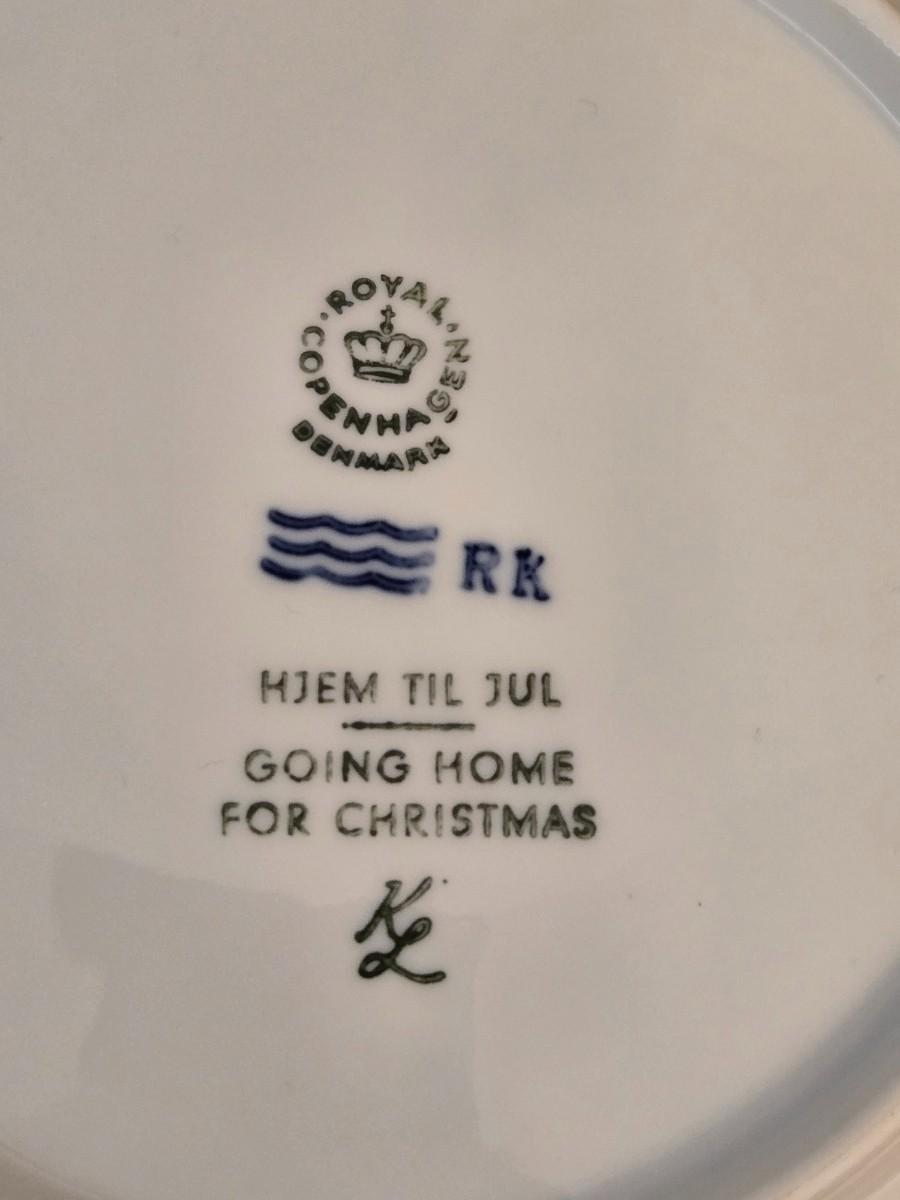 ROYAL
COPENHAGEN
DENMARK
RK
HJEM TIL JUL
GOING HOME
FOR CHRISTMAS
KL